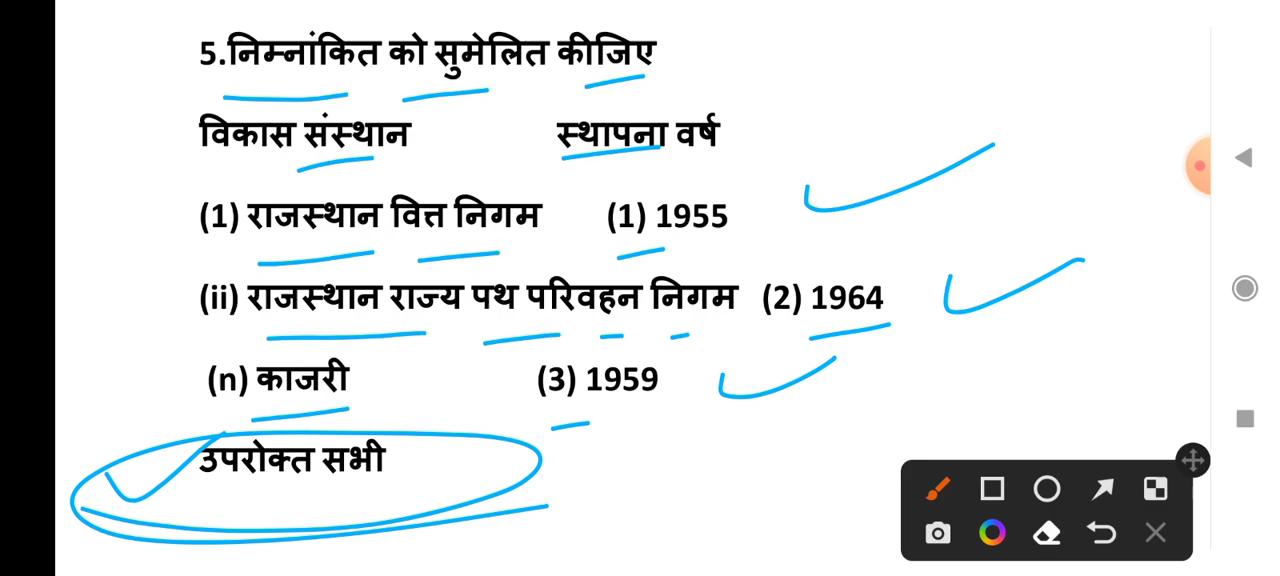 5.निम्नांकित को सुमेलित कीजिए
विकास संस्थान स्थापना वर्ष
(1) राजस्थान वित्त निगम (1) 1955
(ii) राजस्थान राज्य पथ परिवहन निगम (2) 1964
(n) काजरी (3) 1959
उपरोक्त सभी